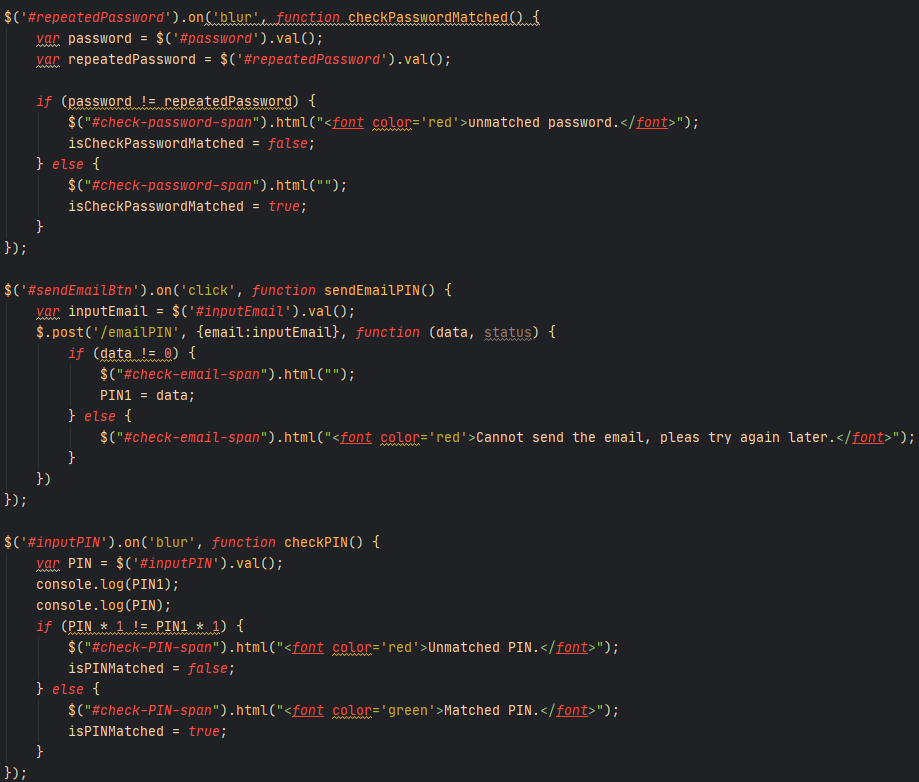 $('#repeatedPassword').on('blur', function checkPasswordMatched() {
    var password = $('#password').val();
    var repeatedPassword = $('#repeatedPassword').val();

    if (password != repeatedPassword) {
        $("#check-password-span").html("<font color='red'>unmatched password.</font>");
        isCheckPasswordMatched = false;
    } else {
        $("#check-password-span").html("");
        isCheckPasswordMatched = true;
    }
});

$('#sendEmailBtn').on('click', function sendEmailPIN() {
    var inputEmail = $('#inputEmail').val();
    $.post('/emailPIN', {email:inputEmail}, function (data, status) {
        if (data != 0) {
            $("#check-email-span").html("");
            PIN1 = data;
        } else {
            $("#check-email-span").html("<font color='red'>Cannot send the email, pleas try again later.</font>");
        }
    })
});

$('#inputPIN').on('blur', function checkPIN() {
    var PIN = $('#inputPIN').val();
    console.log(PIN1);
    console.log(PIN);
    if (PIN * 1 != PIN1 * 1) {
        $("#check-PIN-span").html("<font color='red'>Unmatched PIN.</font>");
        isPINMatched = false;
    } else {
        $("#check-PIN-span").html("<font color='green'>Matched PIN.</font>");
        isPINMatched = true;
    }
});